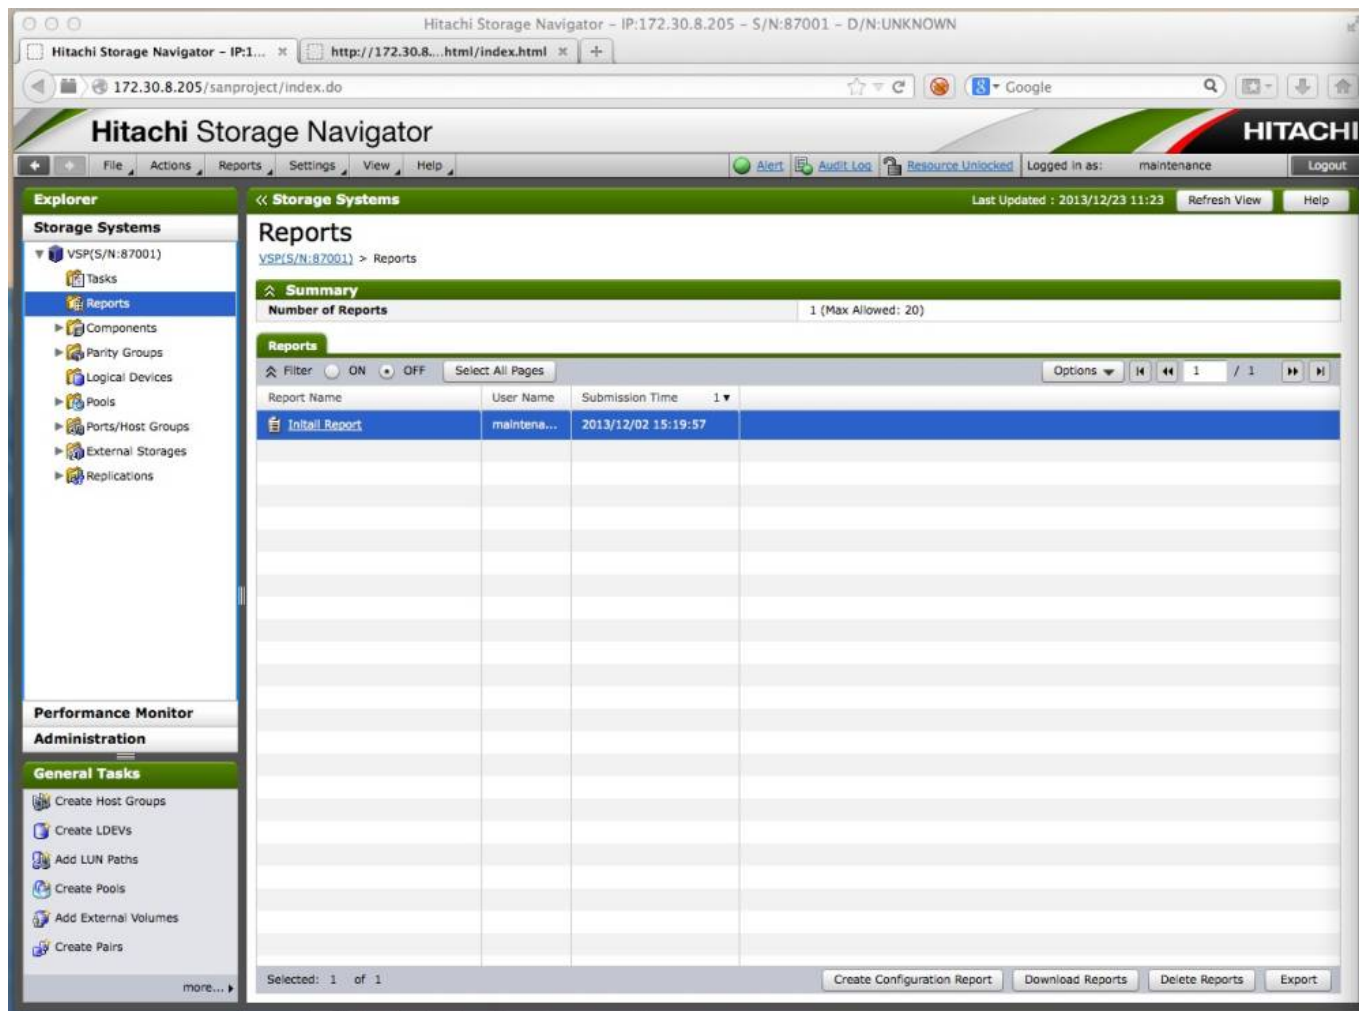 Hitachi Storage Navigator – IP:172.30.8.205 – S/N:87001 – D/N:UNKNOWN
Hitachi Storage Navigator – IP:1... × http://172.30.8....html/index.html × +
172.30.8.205/sanproject/index.do Google
Hitachi Storage Navigator HITACHI
File Actions Reports Settings View Help Alert Audit Log Resource Unlocked Logged in as: maintenance Logout
Explorer « Storage Systems Last Updated : 2013/12/23 11:23 Refresh View Help
Storage Systems
Reports
VSP(S/N:87001)
VSP(S/N:87001) > Reports
Tasks
Reports
Components
Parity Groups
Logical Devices
Pools
Ports/Host Groups
External Storages
Replications
Summary
Number of Reports 1 (Max Allowed: 20)
Reports
Filter ON OFF Select All Pages Options 1 / 1
Report Name User Name Submission Time 1
Initail Report maintena... 2013/12/02 15:19:57
Performance Monitor
Administration
General Tasks
Create Host Groups
Create LDEVs
Add LUN Paths
Create Pools
Add External Volumes
Create Pairs
more...
Selected: 1 of 1 Create Configuration Report Download Reports Delete Reports Export